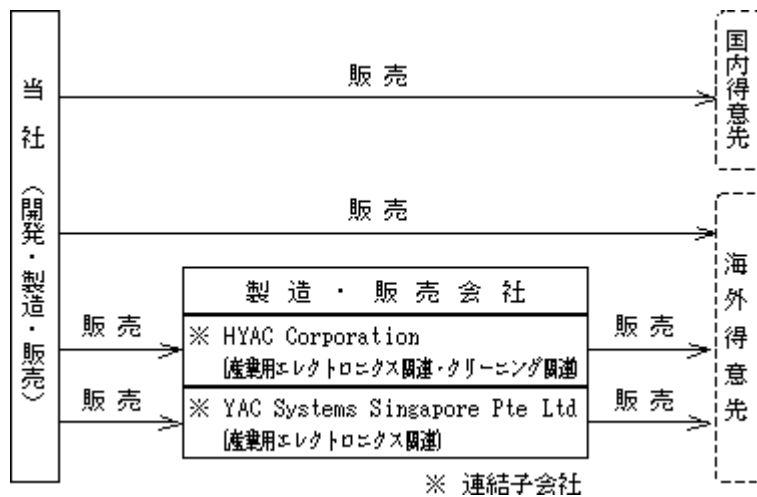 当社（開発・製造・販売）
販売
国内得意先
販売
海外得意先
製造・販売会社
販売
※ HYAC Corporation
(産業用エレクトロニクス関連・クリーニング関連)
販売
販売
※ YAC Systems Singapore Pte Ltd
(産業用エレクトロニクス関連)
販売
※ 連結子会社